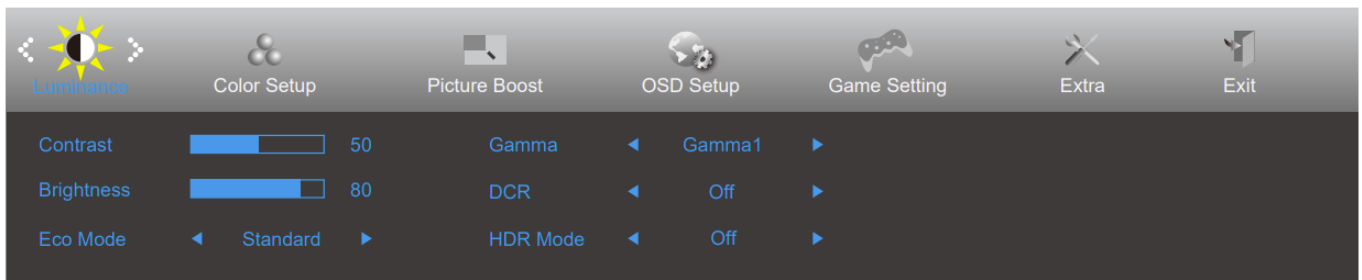 Luminance Color Setup Picture Boost OSD Setup Game Setting Extra Exit
Contrast 50 Gamma Gamma1
Brightness 80 DCR Off
Eco Mode Standard HDR Mode Off